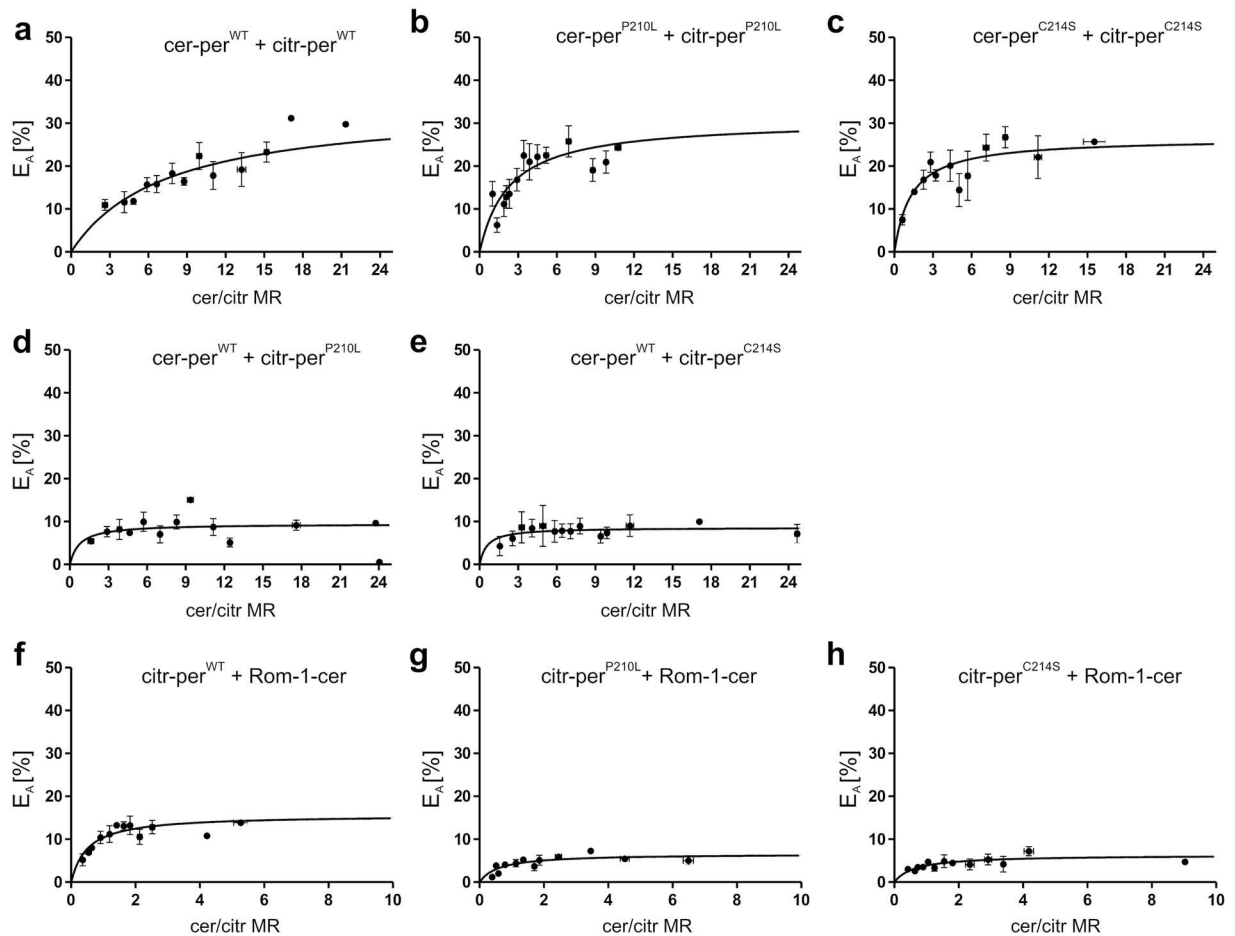 a
cer-per^WT + citr-per^WT
E_A [%]
50
40
30
20
10
0
0 3 6 9 12 15 18 21 24
cer/citr MR
b
cer-per^P210L + citr-per^P210L
E_A [%]
50
40
30
20
10
0
0 3 6 9 12 15 18 21 24
cer/citr MR
c
cer-per^C214S + citr-per^C214S
E_A [%]
50
40
30
20
10
0
0 3 6 9 12 15 18 21 24
cer/citr MR
d
cer-per^WT + citr-per^P210L
E_A [%]
50
40
30
20
10
0
0 3 6 9 12 15 18 21 24
cer/citr MR
e
cer-per^WT + citr-per^C214S
E_A [%]
50
40
30
20
10
0
0 3 6 9 12 15 18 21 24
cer/citr MR
f
citr-per^WT + Rom-1-cer
E_A [%]
50
40
30
20
10
0
0 2 4 6 8 10
cer/citr MR
g
citr-per^P210L + Rom-1-cer
E_A [%]
50
40
30
20
10
0
0 2 4 6 8 10
cer/citr MR
h
citr-per^C214S + Rom-1-cer
E_A [%]
50
40
30
20
10
0
0 2 4 6 8 10
cer/citr MR